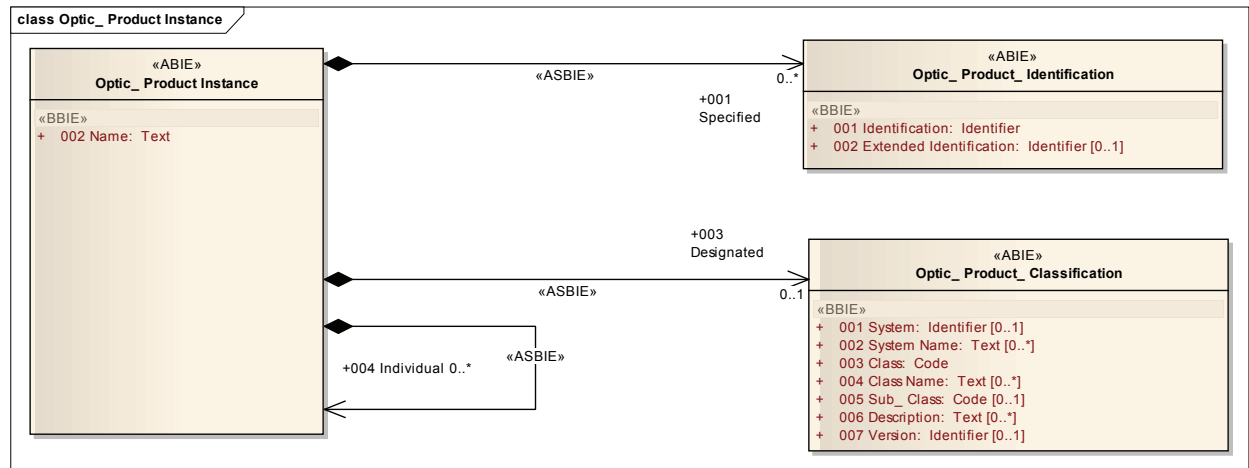 class Optic_ Product Instance
«ABIE»
Optic_ Product Instance
«BBIE»
+ 002 Name: Text
«ASBIE»
0..*
+001
Specified
«ABIE»
Optic_ Product_ Identification
«BBIE»
+ 001 Identification: Identifier
+ 002 Extended Identification: Identifier [0..1]
+003
Designated
«ASBIE»
0..1
«ABIE»
Optic_ Product_ Classification
«BBIE»
+ 001 System: Identifier [0..1]
+ 002 System Name: Text [0..*]
+ 003 Class: Code
+ 004 Class Name: Text [0..*]
+ 005 Sub_ Class: Code [0..1]
+ 006 Description: Text [0..*]
+ 007 Version: Identifier [0..1]
«ASBIE»
+004 Individual 0..*